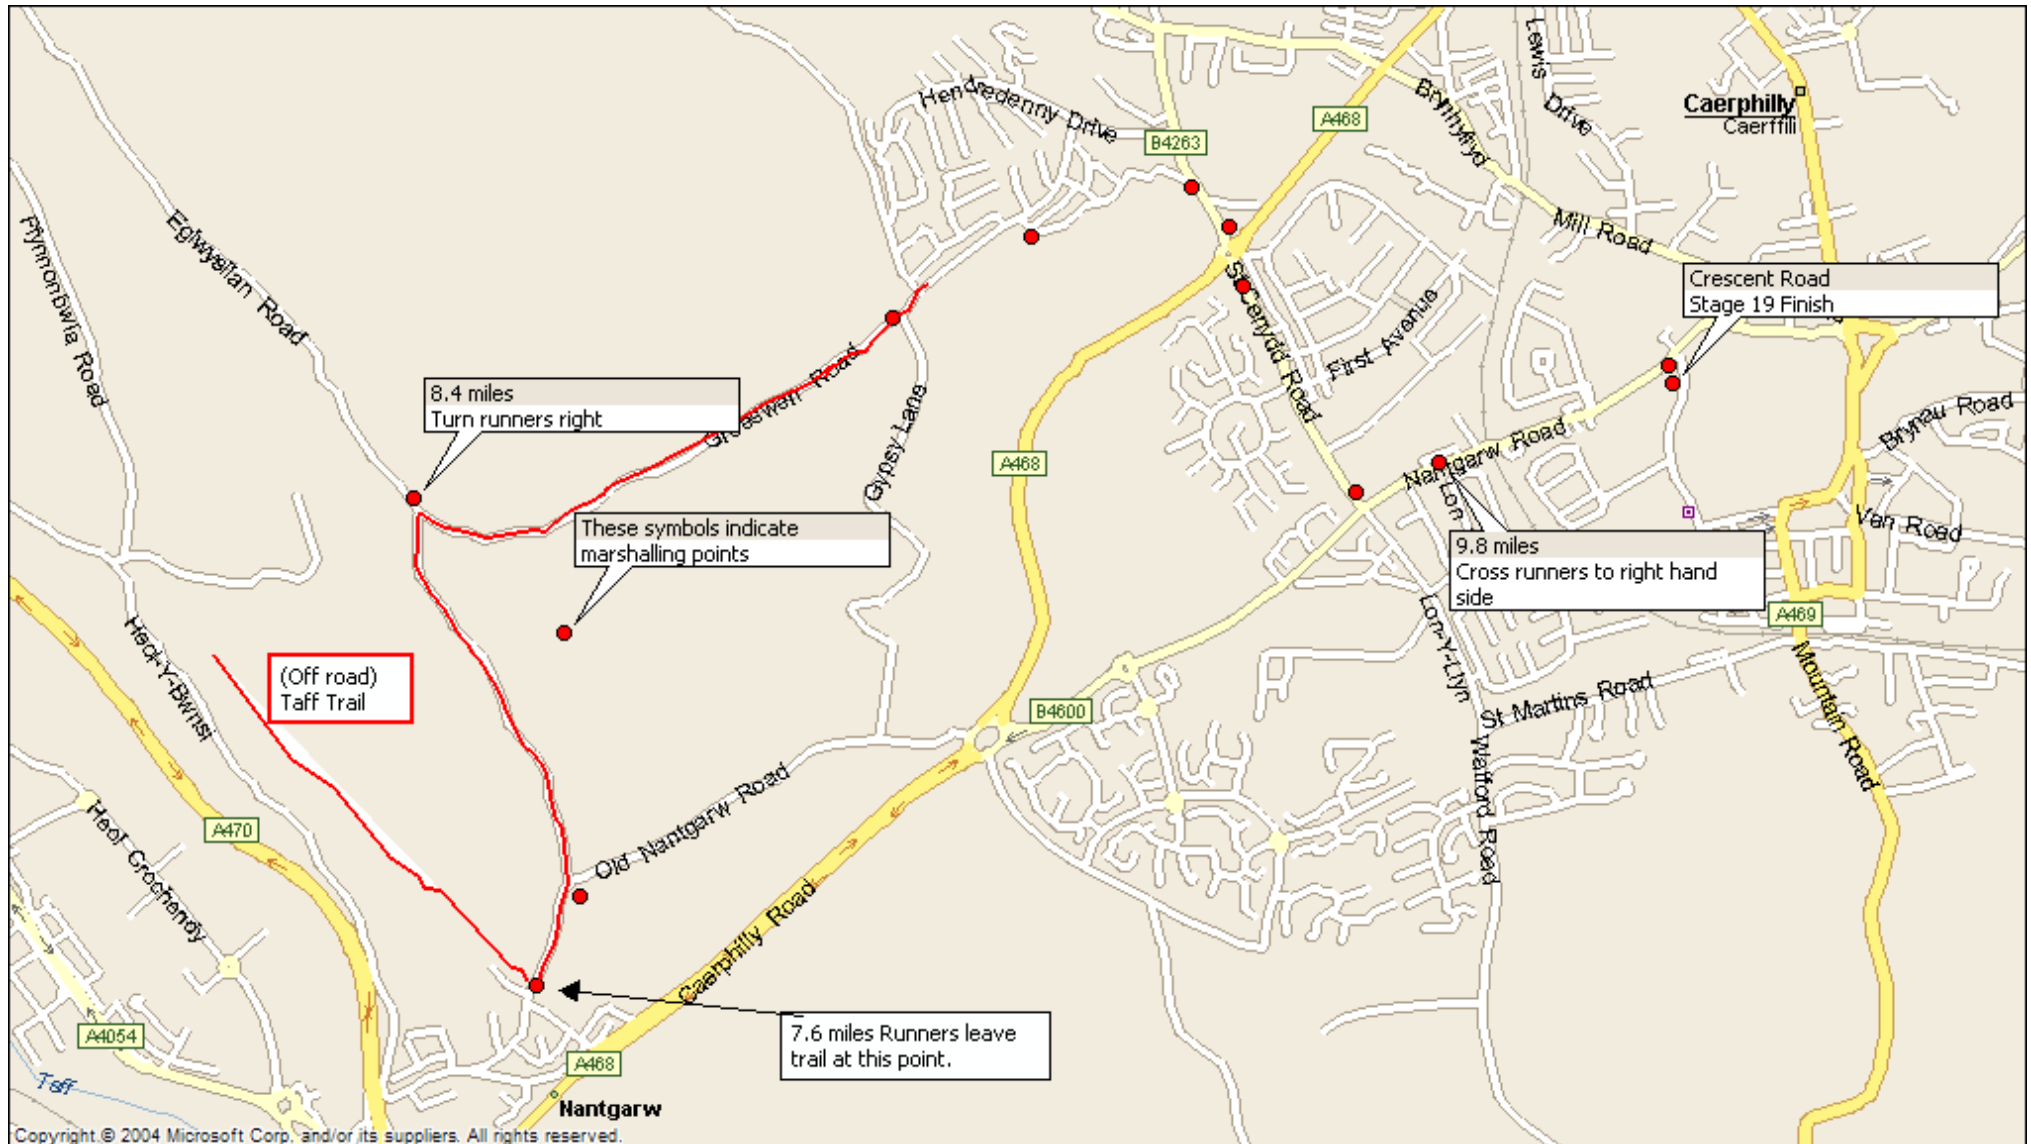 Lewis
Drive
Hendredenny Drive
B4263
A468
Brynhyfryd
Caerphilly
Caerffili
Mill Road
Eglwysilan Road
Ffynnonbwla Road
Crescent Road
Stage 19 Finish
St Cenydd Road
First Avenue
8.4 miles
Turn runners right
Groeswen Road
Gypsy Lane
Brynau Road
A468
Nantgarw Road
Lon
Van Road
These symbols indicate
marshalling points
9.8 miles
Cross runners to right hand
side
A469
Heol-Y-Bwnsi
(Off road)
Taff Trail
Lon-Y-Llyn
St Martins Road
Mountain Road
B4600
Watford Road
Old Nantgarw Road
A470
Heol Crochendy
Caerphilly Road
7.6 miles Runners leave
trail at this point.
A4054
A468
Taff
Nantgarw
Copyright © 2004 Microsoft Corp. and/or its suppliers. All rights reserved.